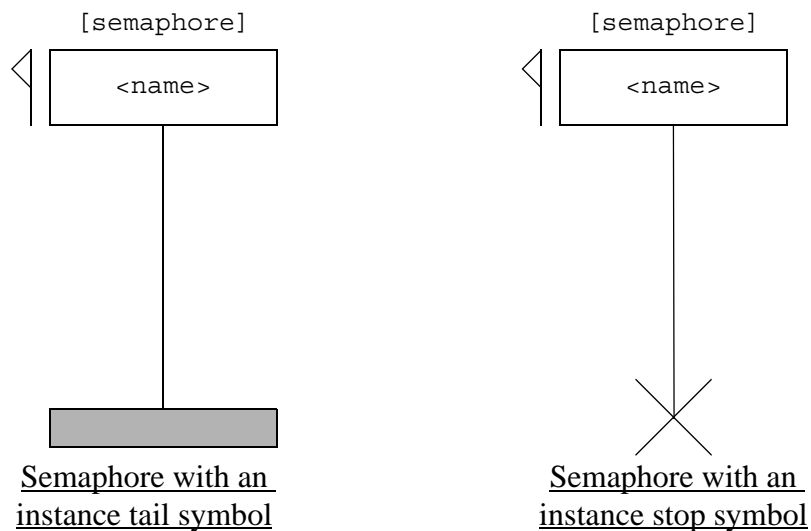 [semaphore]
[semaphore]
<name>
<name>
Semaphore with an
instance tail symbol
Semaphore with an
instance stop symbol